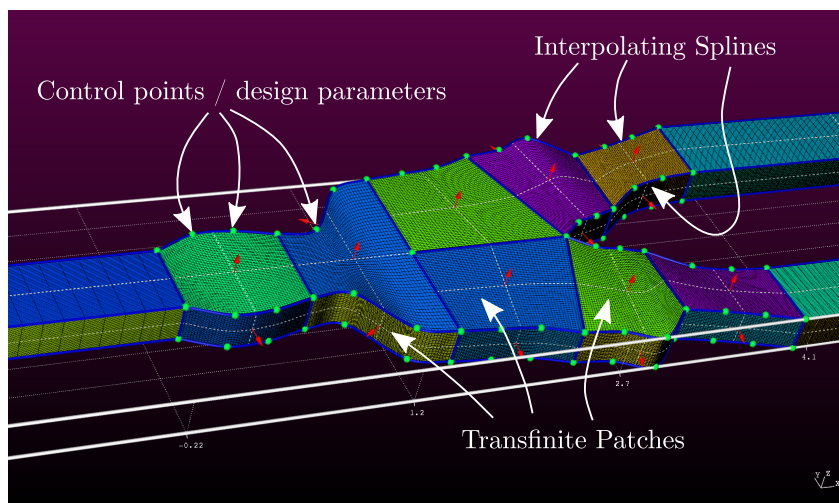 Interpolating Splines
Control points / design parameters
4.1
2.7
1.2
-0.22
Transfinite Patches
Y Z
X